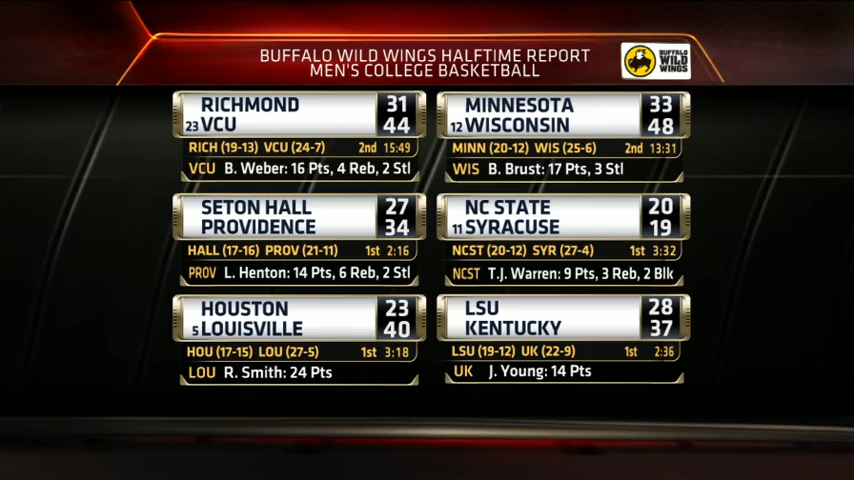 BUFFALO WILD WINGS HALFTIME REPORT
MEN'S COLLEGE BASKETBALL
BUFFALO
WILD
WINGS
RICHMOND 31
23 VCU 44
RICH (19-13) VCU (24-7) 2nd 15:49
VCU B. Weber: 16 Pts, 4 Reb, 2 Stl
MINNESOTA 33
12 WISCONSIN 48
MINN (20-12) WIS (25-6) 2nd 13:31
WIS B. Brust: 17 Pts, 3 Stl
SETON HALL 27
PROVIDENCE 34
HALL (17-16) PROV (21-11) 1st 2:16
PROV L. Henton: 14 Pts, 6 Reb, 2 Stl
NC STATE 20
11 SYRACUSE 19
NCST (20-12) SYR (27-4) 1st 3:32
NCST T.J. Warren: 9 Pts, 3 Reb, 2 Blk
HOUSTON 23
5 LOUISVILLE 40
HOU (17-15) LOU (27-5) 1st 3:18
LOU R. Smith: 24 Pts
LSU 28
KENTUCKY 37
LSU (19-12) UK (22-9) 1st 2:36
UK J. Young: 14 Pts